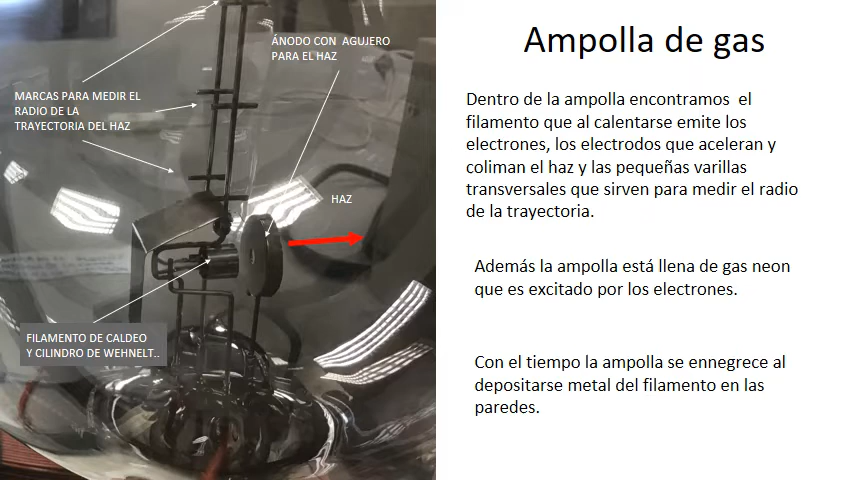 Ampolla de gas
ÁNODO CON AGUJERO
PARA EL HAZ
MARCAS PARA MEDIR EL
RADIO DE LA
TRAYECTORIA DEL HAZ
HAZ
FILAMENTO DE CALDEO
Y CILINDRO DE WEHNELT..
Dentro de la ampolla encontramos el
filamento que al calentarse emite los
electrones, los electrodos que aceleran y
coliman el haz y las pequeñas varillas
transversales que sirven para medir el radio
de la trayectoria.
Además la ampolla está llena de gas neon
que es excitado por los electrones.
Con el tiempo la ampolla se ennegrece al
depositarse metal del filamento en las
paredes.